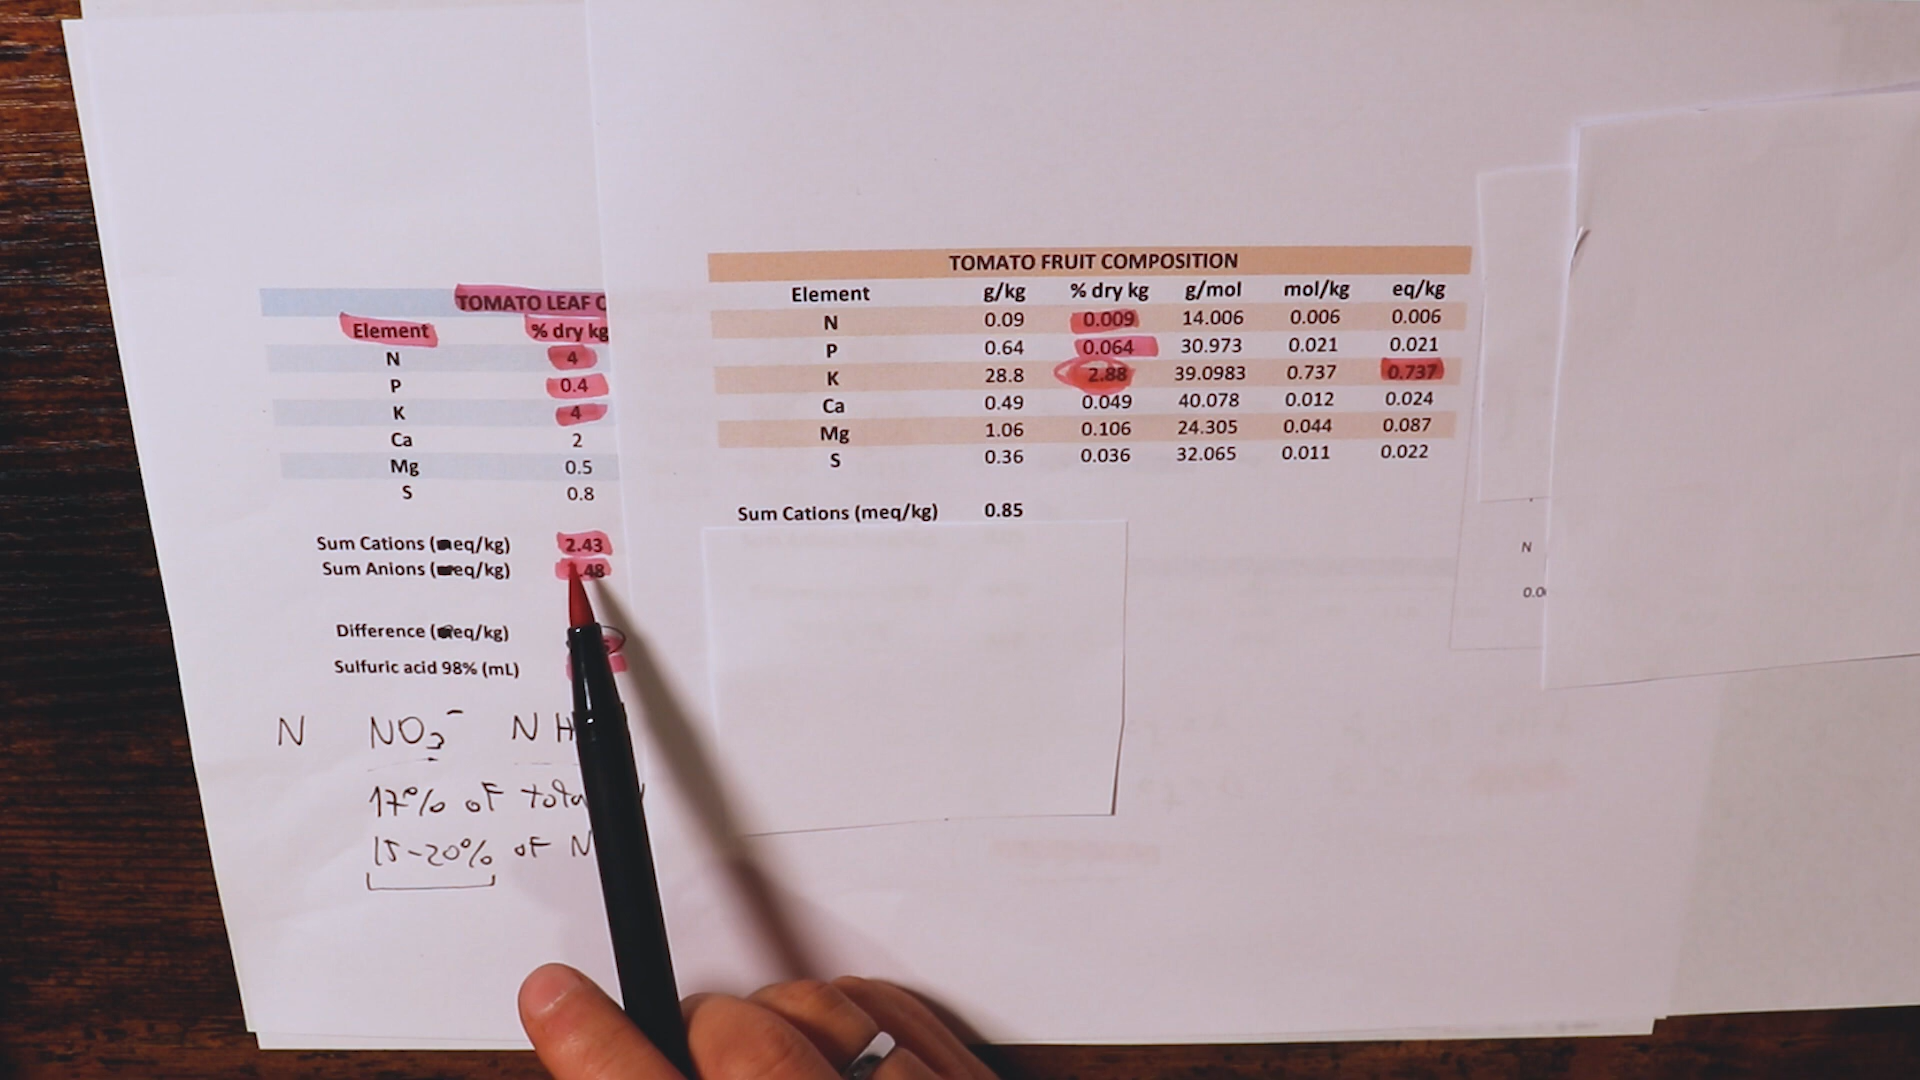 TOMATO LEAF
Element % dry kg
N 4
P 0.4
K 4
Ca 2
Mg 0.5
S 0.8
Sum Cations (eq/kg) 2.43
Sum Anions (eq/kg) .48
Difference (eq/kg)
Sulfuric acid 98% (mL)
N NO3- NH
17% of tota
15-20% of N
TOMATO FRUIT COMPOSITION
Element g/kg % dry kg g/mol mol/kg eq/kg
N 0.09 0.009 14.006 0.006 0.006
P 0.64 0.064 30.973 0.021 0.021
K 28.8 2.88 39.0983 0.737 0.737
Ca 0.49 0.049 40.078 0.012 0.024
Mg 1.06 0.106 24.305 0.044 0.087
S 0.36 0.036 32.065 0.011 0.022
Sum Cations (meq/kg) 0.85
N
0.0